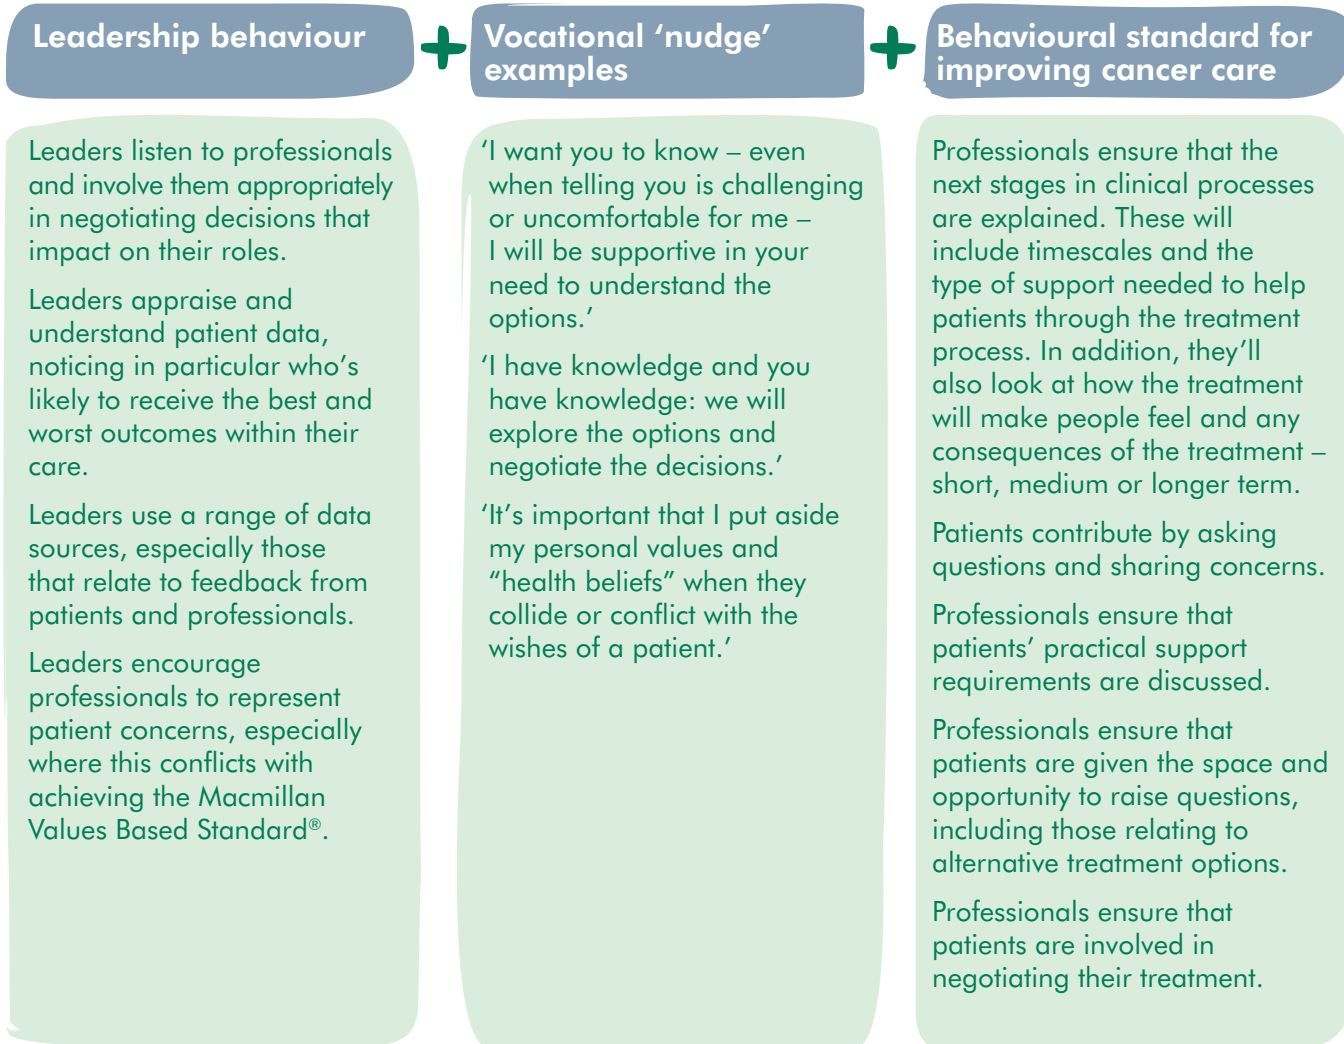 Leadership behaviour
+
Vocational ‘nudge’
examples
+
Behavioural standard for
improving cancer care
Leaders listen to professionals
and involve them appropriately
in negotiating decisions that
impact on their roles.
Leaders appraise and
understand patient data,
noticing in particular who’s
likely to receive the best and
worst outcomes within their
care.
Leaders use a range of data
sources, especially those
that relate to feedback from
patients and professionals.
Leaders encourage
professionals to represent
patient concerns, especially
where this conflicts with
achieving the Macmillan
Values Based Standard®.
‘I want you to know – even
when telling you is challenging
or uncomfortable for me –
I will be supportive in your
need to understand the
options.’
‘I have knowledge and you
have knowledge: we will
explore the options and
negotiate the decisions.’
‘It’s important that I put aside
my personal values and
“health beliefs” when they
collide or conflict with the
wishes of a patient.’
Professionals ensure that the
next stages in clinical processes
are explained. These will
include timescales and the
type of support needed to help
patients through the treatment
process. In addition, they’ll
also look at how the treatment
will make people feel and any
consequences of the treatment –
short, medium or longer term.
Patients contribute by asking
questions and sharing concerns.
Professionals ensure that
patients’ practical support
requirements are discussed.
Professionals ensure that
patients are given the space and
opportunity to raise questions,
including those relating to
alternative treatment options.
Professionals ensure that
patients are involved in
negotiating their treatment.